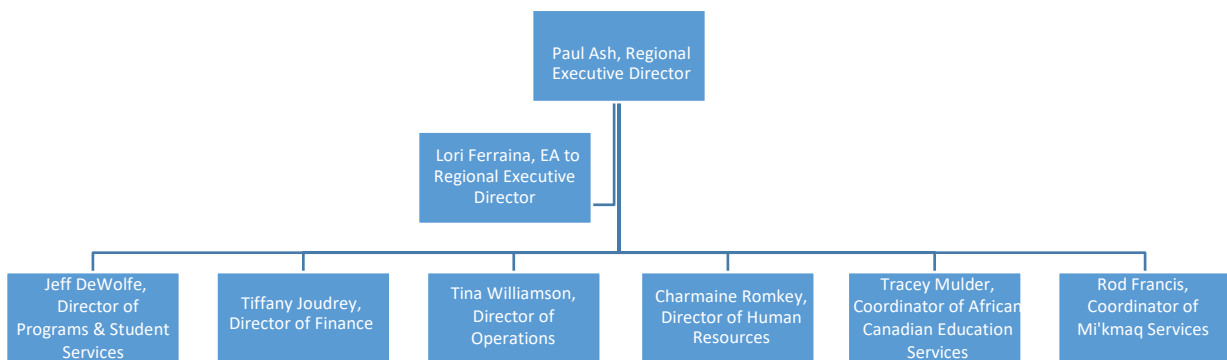 Paul Ash, Regional
Executive Director
Lori Ferraina, EA to
Regional Executive
Director
Jeff DeWolfe,
Director of
Programs & Student
Services
Tiffany Joudrey,
Director of Finance
Tina Williamson,
Director of
Operations
Charmaine Romkey,
Director of Human
Resources
Tracey Mulder,
Coordinator of African
Canadian Education
Services
Rod Francis,
Coordinator of
Mi'kmaq Services